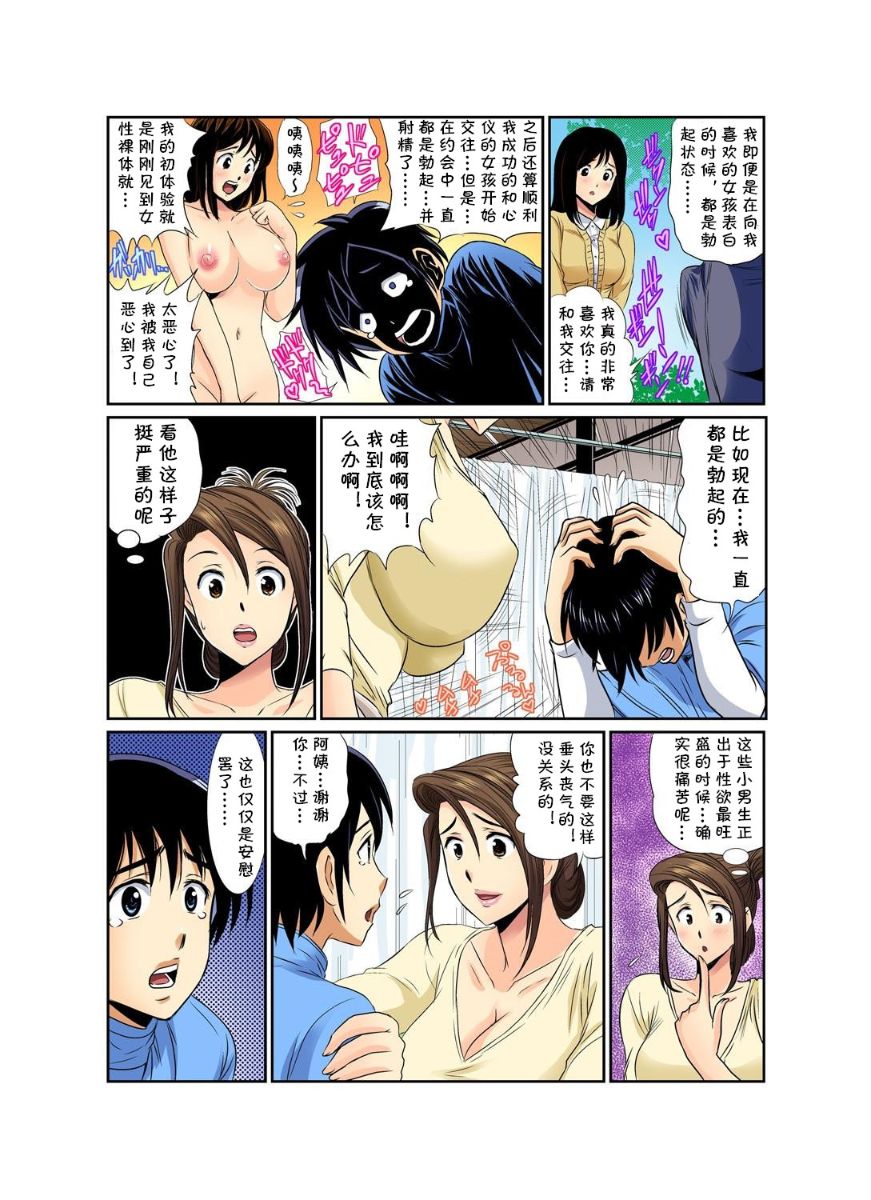 我即便是在向我
喜欢的女孩表白
的时候，都是勃
起状态……
我真的非常
喜欢你…请
和我交往…
之后还算顺利
我成功的和心
仪的女孩开始
交往…但是…
在约会中一直
都是勃起…并
射精了……
咦咦
咦～
我的初体验就
是刚刚见到女
性裸体就…
太恶心了！
我被我自己
恶心到了！
比如现在…我一直
都是勃起的…
哇啊啊啊！
我到底该怎
么办啊！
看他这样子
挺严重的呢
这些小男生正
出于性欲最旺
盛的时候…确
实很痛苦呢…
你也不要这样
垂头丧气的！
没关系的！
阿姨…谢谢
你…不过…
这也仅仅是安慰
罢了……